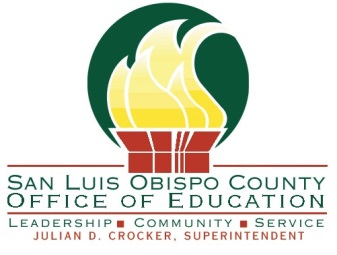 SAN LUIS OBISPO COUNTY
OFFICE OF EDUCATION
LEADERSHIP ■ COMMUNITY ■ SERVICE
JULIAN D. CROCKER, SUPERINTENDENT